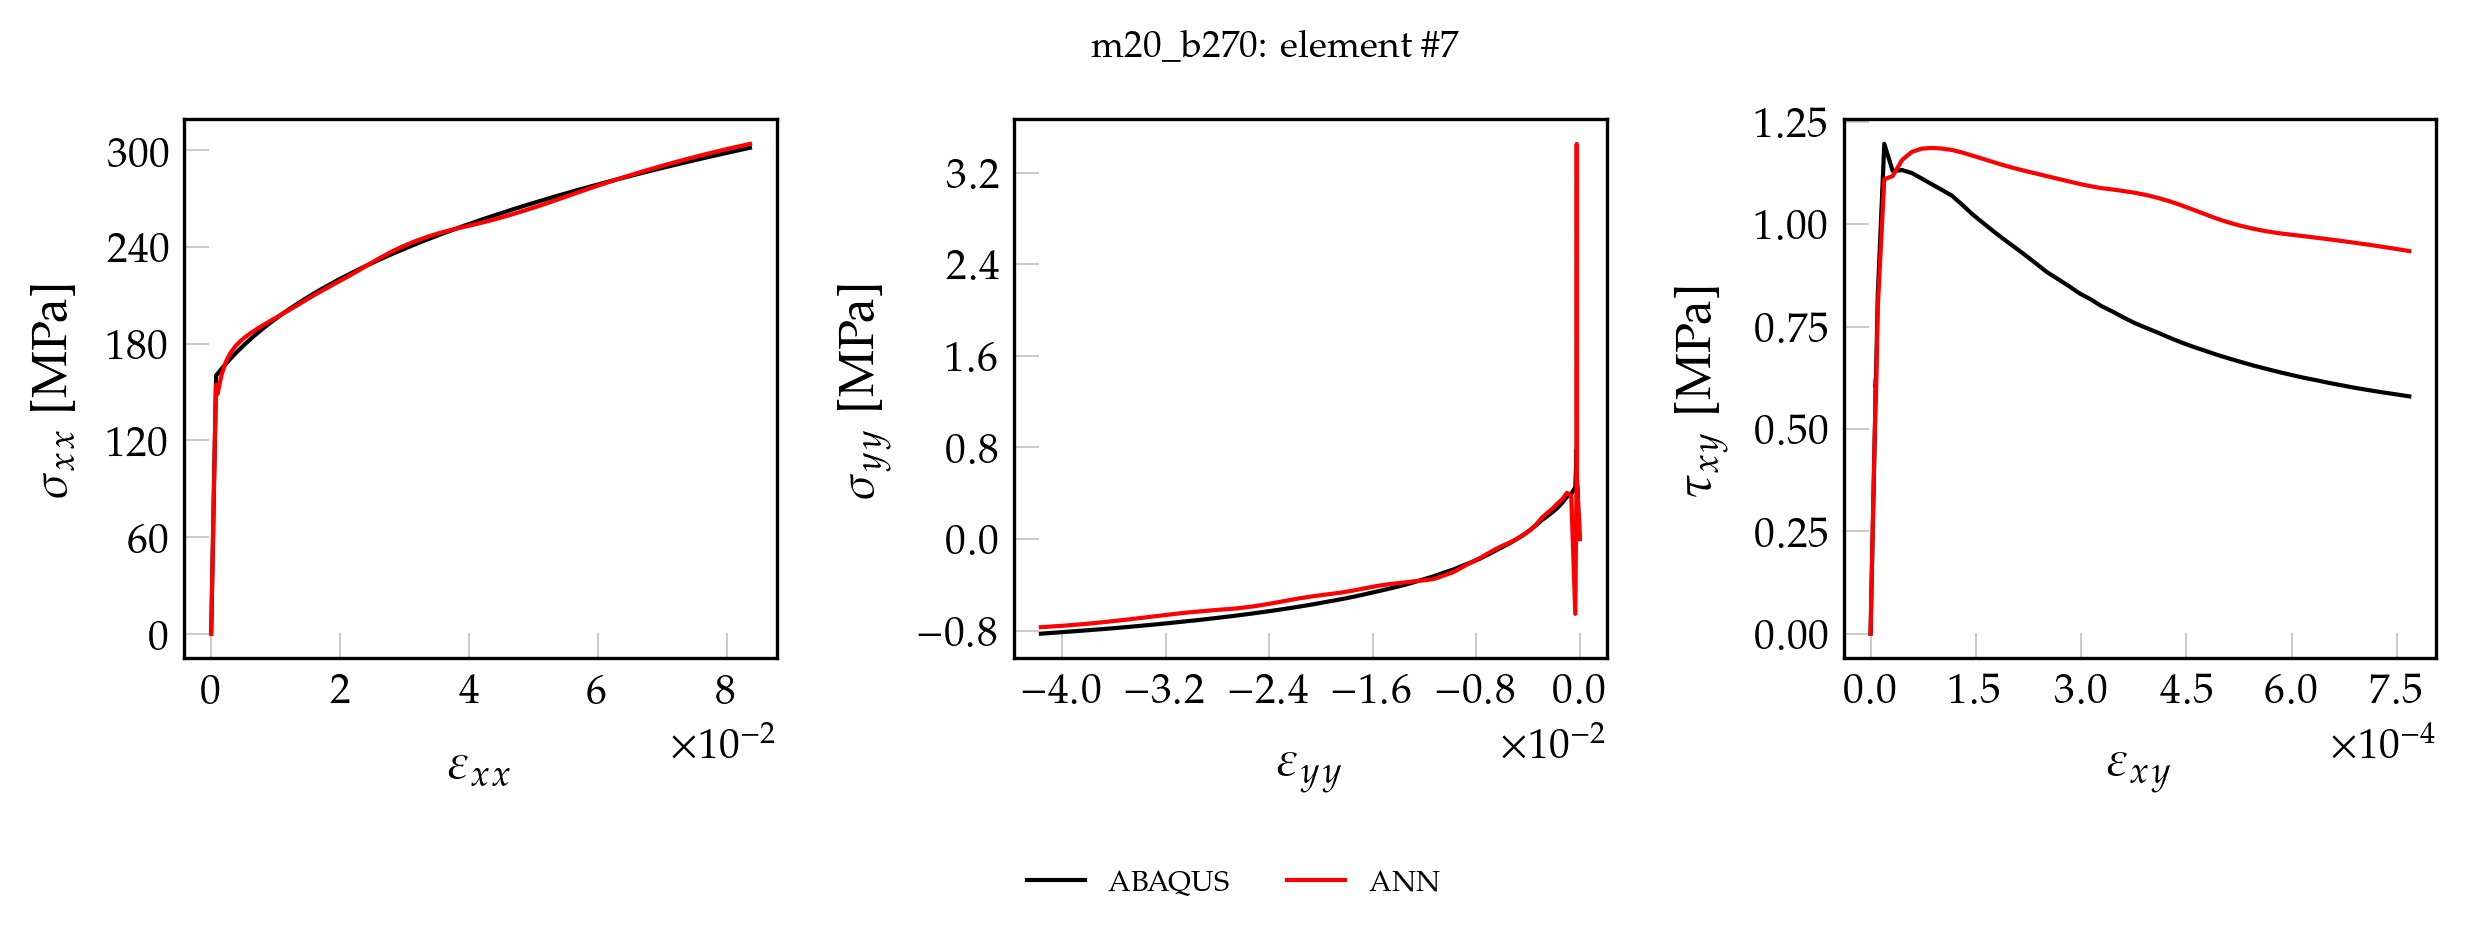 m20_b270: element #7
300
240
180
120
60
0
σxx [MPa]
0 2 4 6 8
×10−2
εxx
3.2
2.4
1.6
0.8
0.0
−0.8
σyy [MPa]
−4.0 −3.2 −2.4 −1.6 −0.8 0.0
×10−2
εyy
1.25
1.00
0.75
0.50
0.25
0.00
τxy [MPa]
0.0 1.5 3.0 4.5 6.0 7.5
×10−4
εxy
ABAQUS ANN